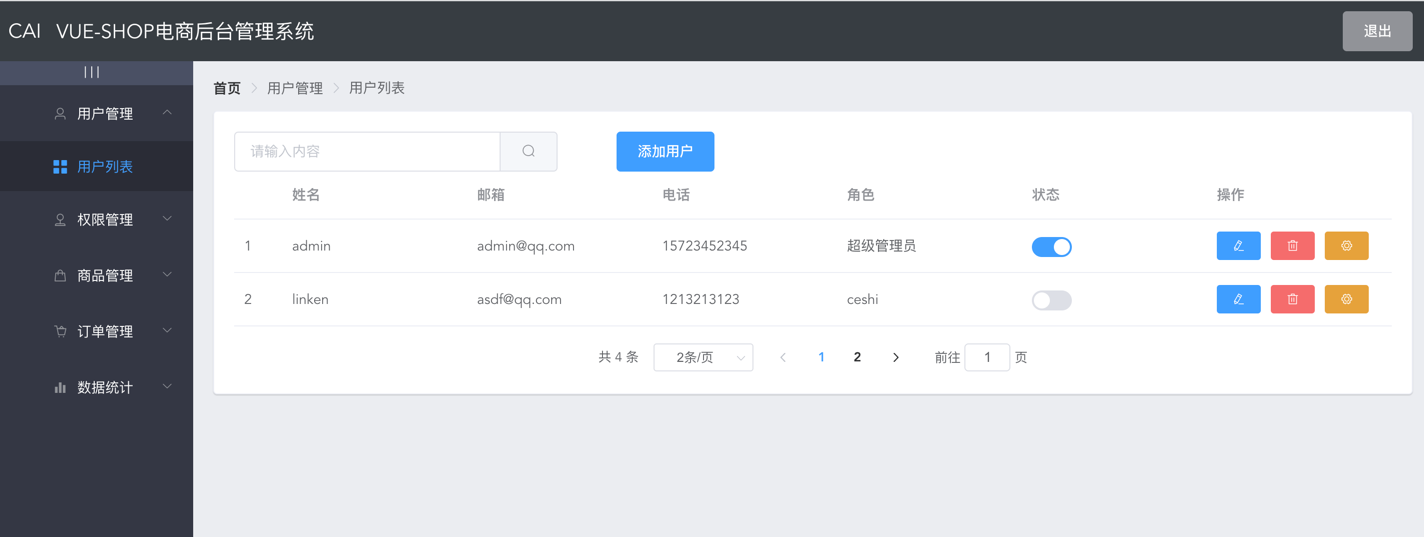 CAI VUE-SHOP电商后台管理系统
退出
|||
用户管理
用户列表
权限管理
商品管理
订单管理
数据统计
首页 > 用户管理 > 用户列表
请输入内容
添加用户
姓名 邮箱 电话 角色 状态 操作
1 admin admin@qq.com 15723452345 超级管理员
2 linken asdf@qq.com 1213213123 ceshi
共 4 条 2条/页 < 1 2 > 前往 1 页